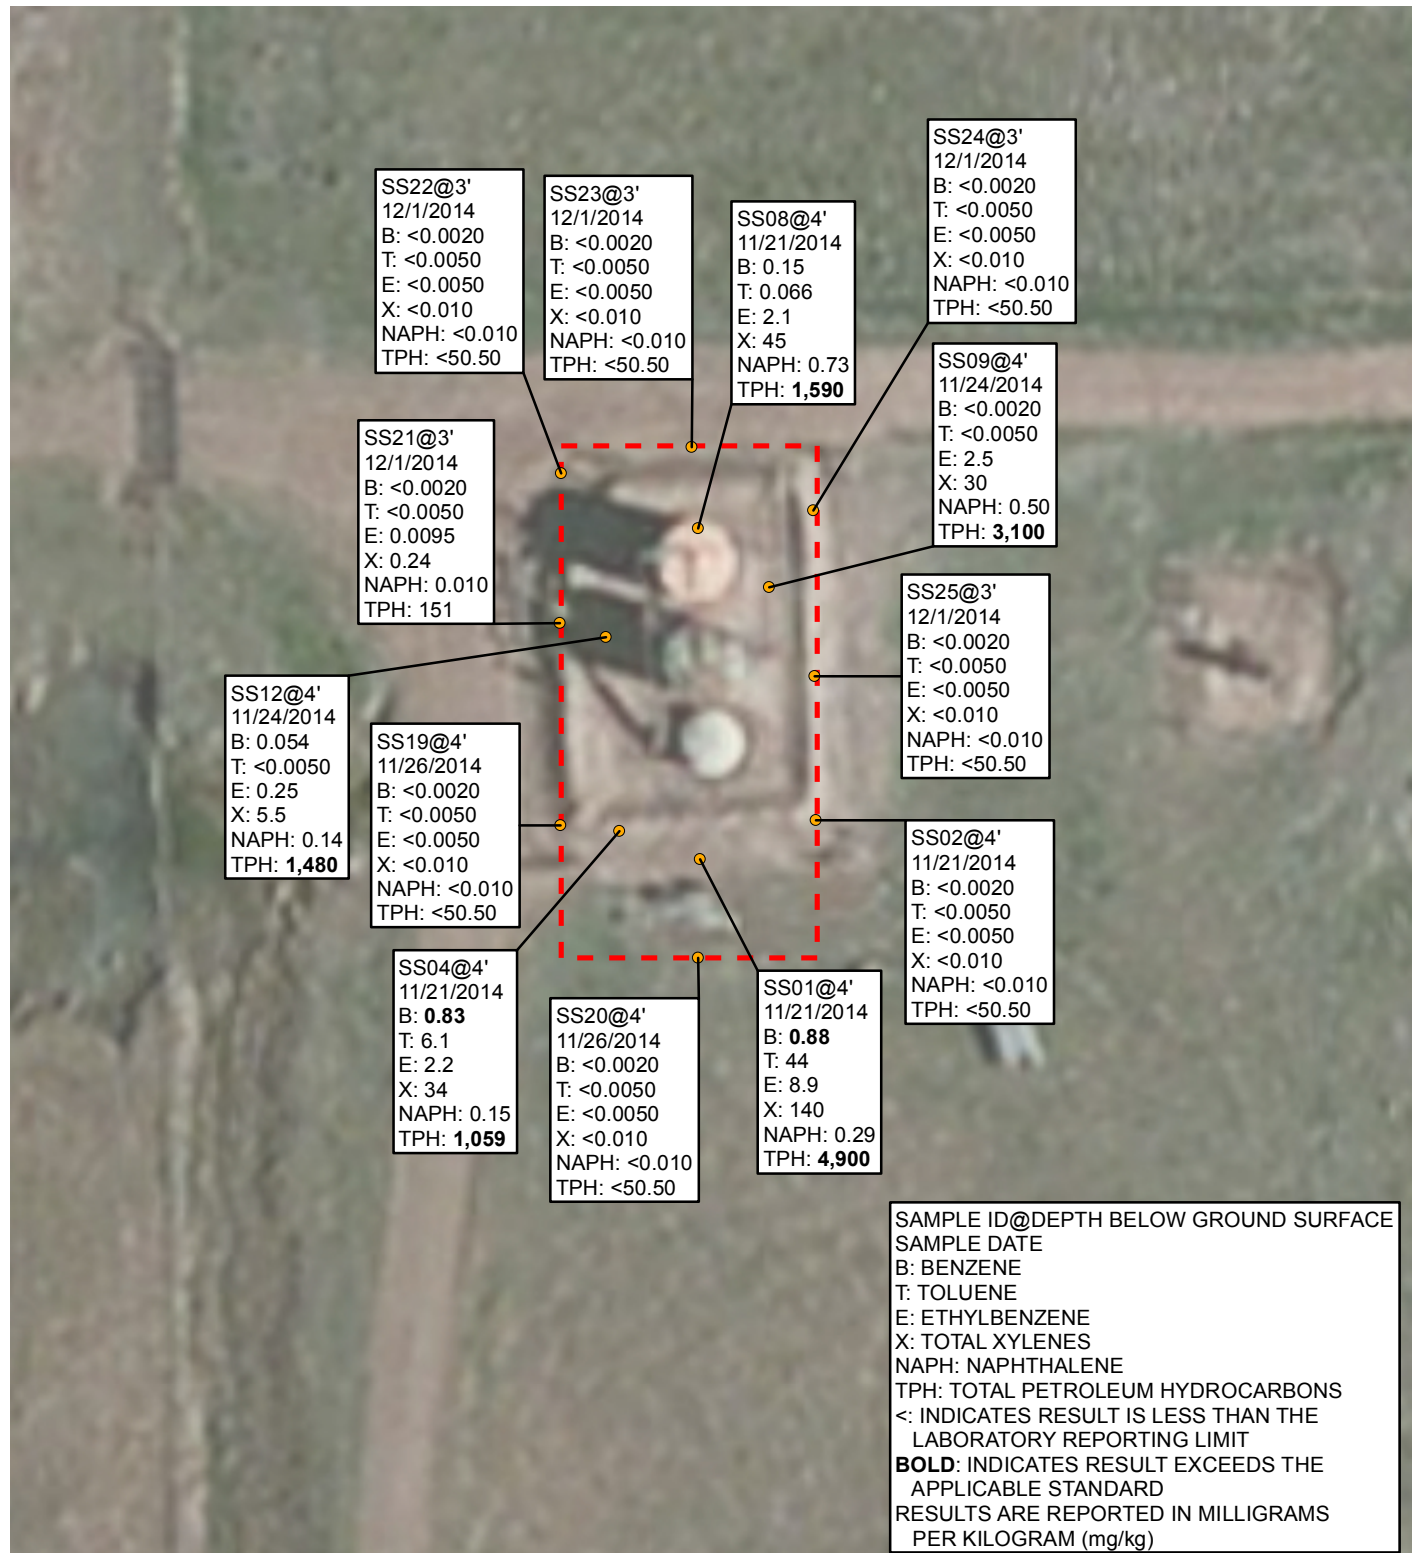 SS24@3'
12/1/2014
B: <0.0020
T: <0.0050
E: <0.0050
X: <0.010
NAPH: <0.010
TPH: <50.50
SS22@3'
12/1/2014
B: <0.0020
T: <0.0050
E: <0.0050
X: <0.010
NAPH: <0.010
TPH: <50.50
SS23@3'
12/1/2014
B: <0.0020
T: <0.0050
E: <0.0050
X: <0.010
NAPH: <0.010
TPH: <50.50
SS08@4'
11/21/2014
B: 0.15
T: 0.066
E: 2.1
X: 45
NAPH: 0.73
TPH: 1,590
SS09@4'
11/24/2014
B: <0.0020
T: <0.0050
E: 2.5
X: 30
NAPH: 0.50
TPH: 3,100
SS21@3'
12/1/2014
B: <0.0020
T: <0.0050
E: 0.0095
X: 0.24
NAPH: 0.010
TPH: 151
SS25@3'
12/1/2014
B: <0.0020
T: <0.0050
E: <0.0050
X: <0.010
NAPH: <0.010
TPH: <50.50
SS12@4'
11/24/2014
B: 0.054
T: <0.0050
E: 0.25
X: 5.5
NAPH: 0.14
TPH: 1,480
SS19@4'
11/26/2014
B: <0.0020
T: <0.0050
E: <0.0050
X: <0.010
NAPH: <0.010
TPH: <50.50
SS02@4'
11/21/2014
B: <0.0020
T: <0.0050
E: <0.0050
X: <0.010
NAPH: <0.010
TPH: <50.50
SS04@4'
11/21/2014
B: 0.83
T: 6.1
E: 2.2
X: 34
NAPH: 0.15
TPH: 1,059
SS20@4'
11/26/2014
B: <0.0020
T: <0.0050
E: <0.0050
X: <0.010
NAPH: <0.010
TPH: <50.50
SS01@4'
11/21/2014
B: 0.88
T: 44
E: 8.9
X: 140
NAPH: 0.29
TPH: 4,900
SAMPLE ID@DEPTH BELOW GROUND SURFACE
SAMPLE DATE
B: BENZENE
T: TOLUENE
E: ETHYLBENZENE
X: TOTAL XYLENES
NAPH: NAPHTHALENE
TPH: TOTAL PETROLEUM HYDROCARBONS
<: INDICATES RESULT IS LESS THAN THE
LABORATORY REPORTING LIMIT
BOLD: INDICATES RESULT EXCEEDS THE
APPLICABLE STANDARD
RESULTS ARE REPORTED IN MILLIGRAMS
PER KILOGRAM (mg/kg)